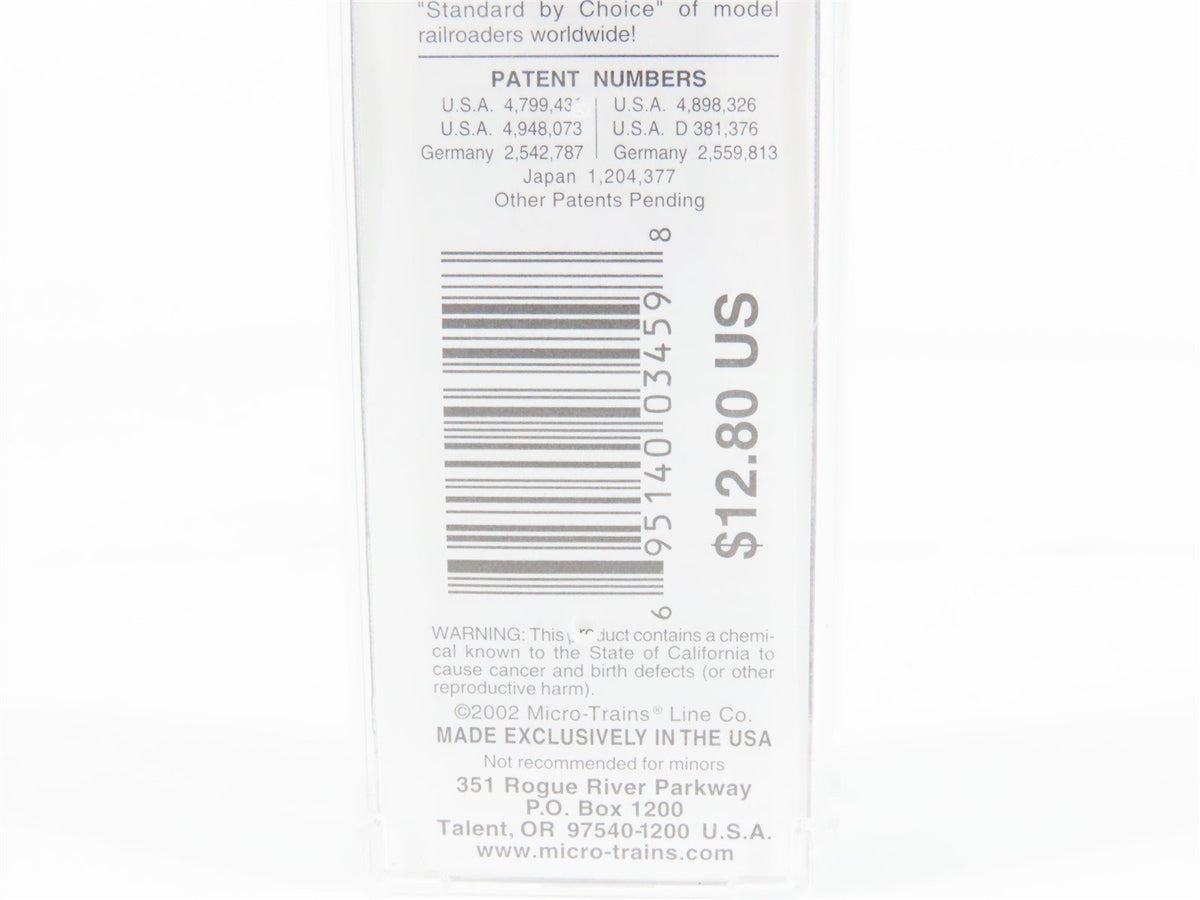 "Standard by Choice" of model
railroaders worldwide!
PATENT NUMBERS
U.S.A. 4,898,326
U.S.A. 4,948,073
U.S.A. D 381,376
Germany 2,542,787
Germany 2,559,813
Japan 1,204,377
Other Patents Pending
6 95140 03459 8
$12.80 US
WARNING: This contains a chemi-
cal known to the State of California to
cause cancer and birth defects (or other
reproductive harm).
©2002 Micro-Trains® Line Co.
MADE EXCLUSIVELY IN THE USA
Not recommended for minors
351 Rogue River Parkway
P.O. Box 1200
Talent, OR 97540-1200 U.S.A.
www.micro-trains.com